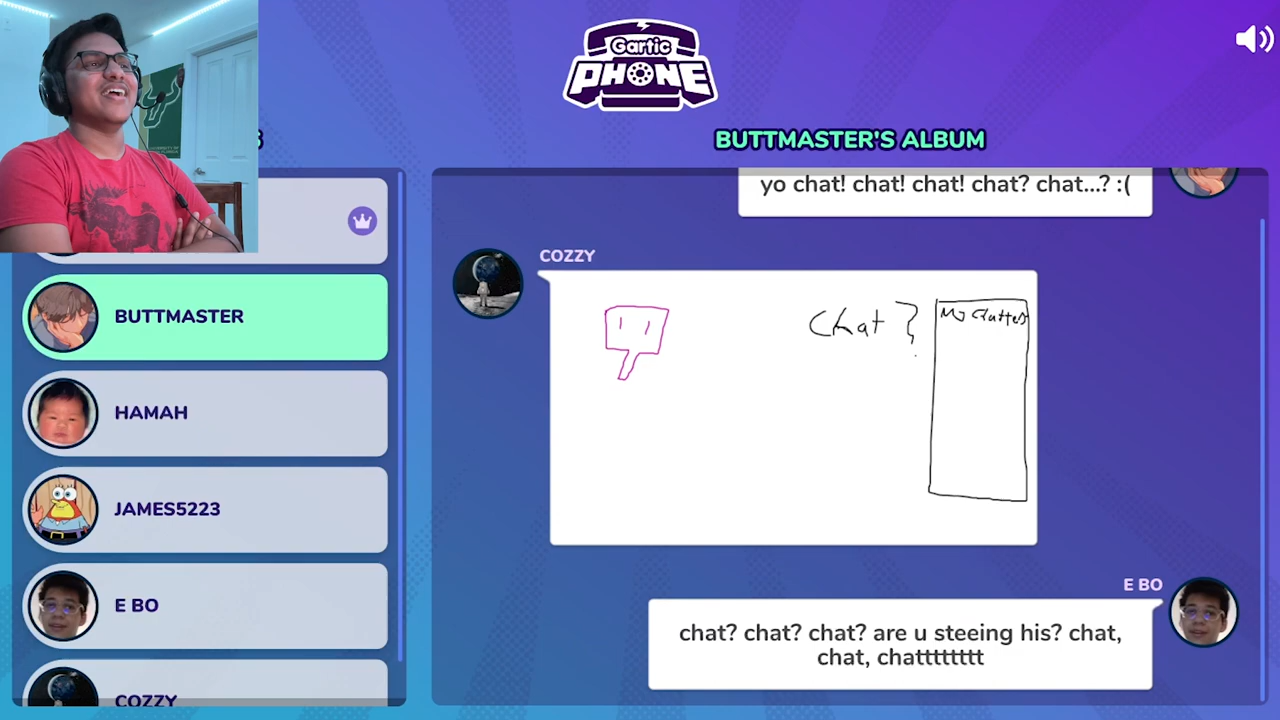 Gartic
PHONE
BUTTMASTER'S ALBUM
yo chat! chat! chat! chat? chat...? :(
COZZY
Chat ?
BUTTMASTER
HAMAH
JAMES5223
E BO
COZZY
E BO
chat? chat? chat? are u steeing his? chat,
chat, chatttttttt